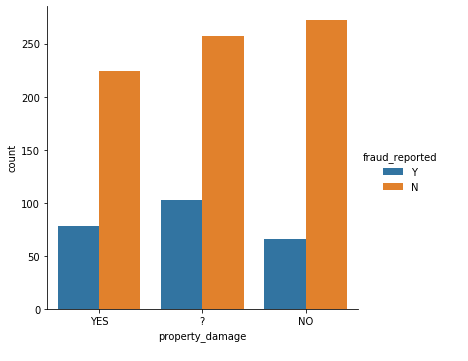 250
200
150
100
50
0
count
YES ? NO
property_damage
fraud_reported
Y
N